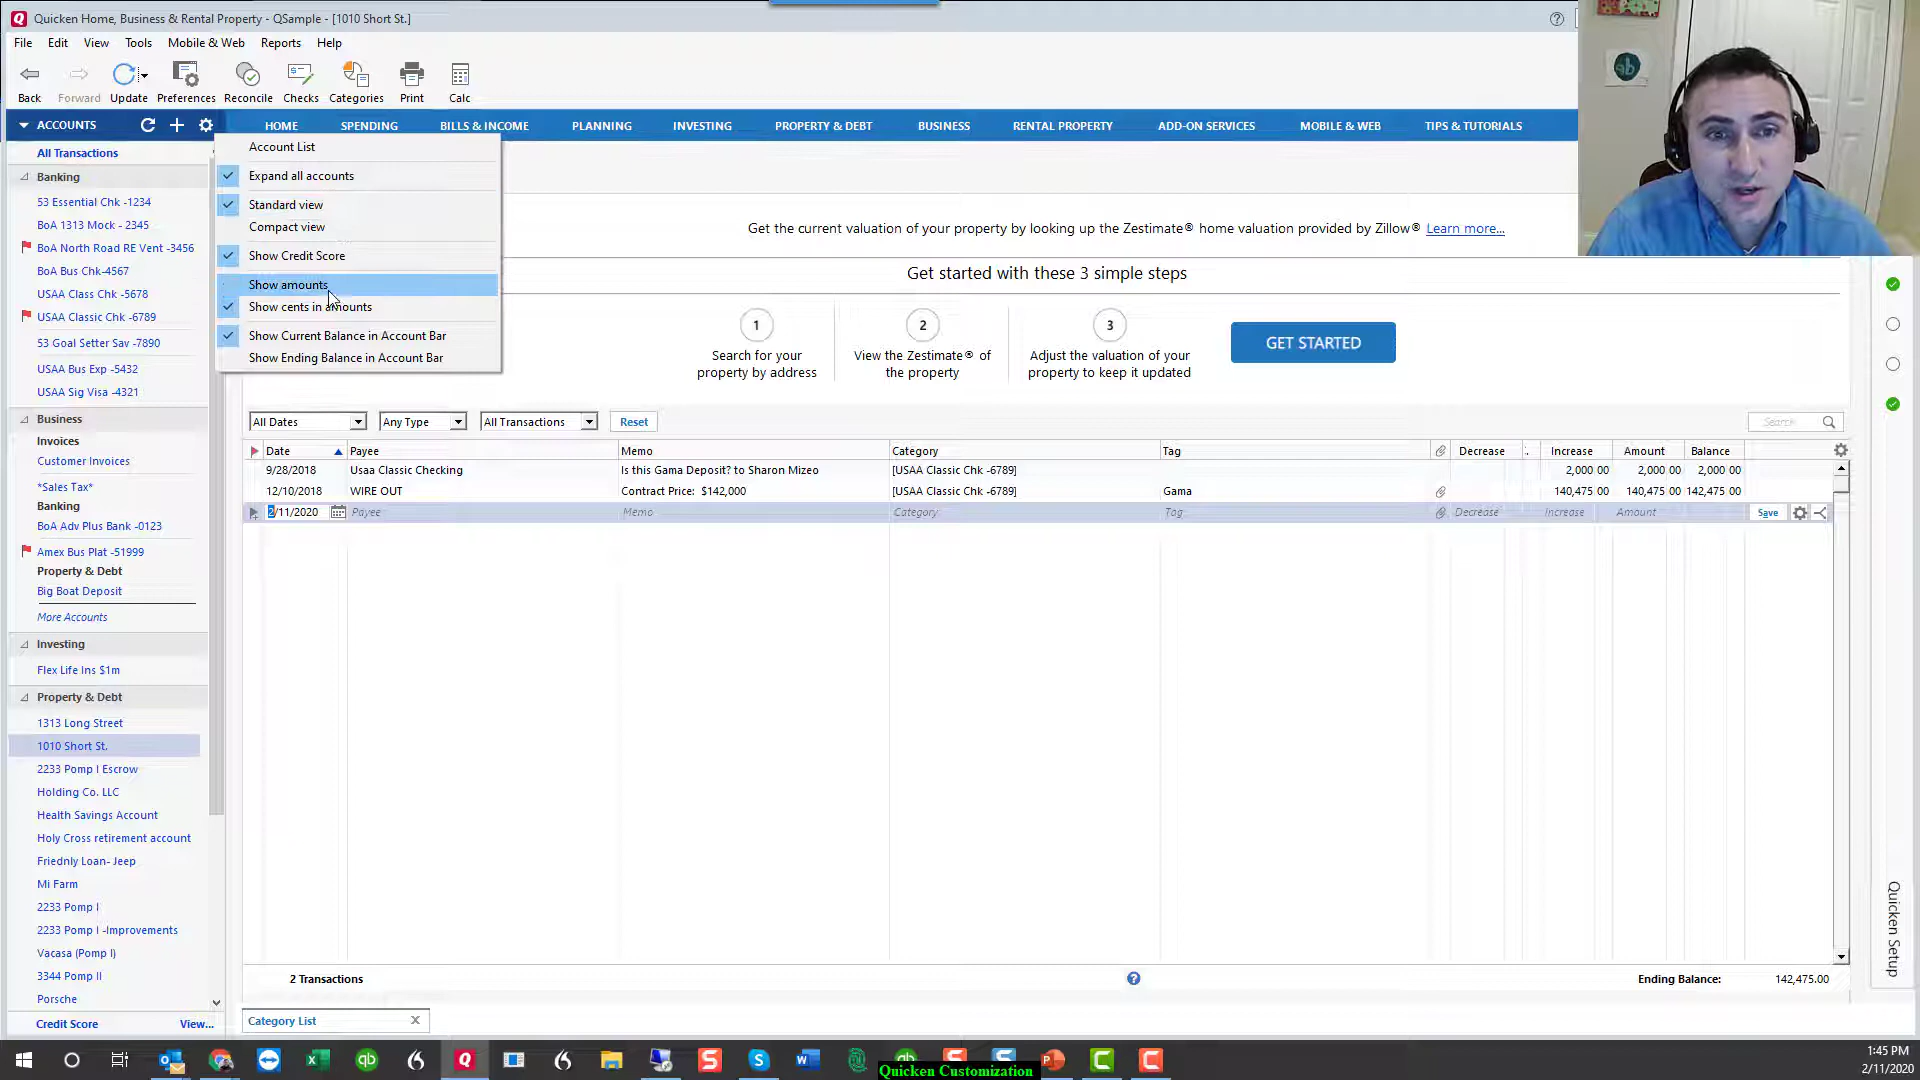 Quicken Home, Business & Rental Property - QSample - [1010 Short St.]
File Edit View Tools Mobile & Web Reports Help
Back Forward Update Preferences Reconcile Checks Categories Print Calc
ACCOUNTS
HOME SPENDING BILLS & INCOME PLANNING INVESTING PROPERTY & DEBT BUSINESS RENTAL PROPERTY ADD-ON SERVICES MOBILE & WEB TIPS & TUTORIALS
All Transactions
Banking
53 Essential Chk -1234
BoA 1313 Mock - 2345
BoA North Road RE Vent -3456
BoA Bus Chk-4567
USAA Class Chk -5678
USAA Classic Chk -6789
53 Goal Setter Sav -7890
USAA Bus Exp -5432
USAA Sig Visa -4321
Business
Invoices
Customer Invoices
*Sales Tax*
Banking
BoA Adv Plus Bank -0123
Amex Bus Plat -51999
Property & Debt
Big Boat Deposit
More Accounts
Investing
Flex Life Ins $1m
Property & Debt
1313 Long Street
1010 Short St.
2233 Pomp I Escrow
Holding Co. LLC
Health Savings Account
Holy Cross retirement account
Friednly Loan- Jeep
Mi Farm
2233 Pomp I
2233 Pomp I -Improvements
Vacasa (Pomp I)
3344 Pomp II
Porsche
Credit Score View...
Account List
Expand all accounts
Standard view
Compact view
Show Credit Score
Show amounts
Show cents in amounts
Show Current Balance in Account Bar
Show Ending Balance in Account Bar
Get the current valuation of your property by looking up the Zestimate® home valuation provided by Zillow® Learn more...
Get started with these 3 simple steps
1
Search for your
property by address
2
View the Zestimate® of
the property
3
Adjust the valuation of your
property to keep it updated
GET STARTED
All Dates Any Type All Transactions Reset Search
Date Payee Memo Category Tag Decrease Increase Amount Balance
9/28/2018 Usaa Classic Checking Is this Gama Deposit? to Sharon Mizeo [USAA Classic Chk -6789] 2,000 00 2,000 00 2,000 00
12/10/2018 WIRE OUT Contract Price: $142,000 [USAA Classic Chk -6789] Gama 140,475 00 140,475 00 142,475 00
2/11/2020 Payee Memo Category Tag Decrease Increase Amount Save
2 Transactions Ending Balance: 142,475.00
Category List
Quicken Setup
Quicken Customization
1:45 PM
2/11/2020